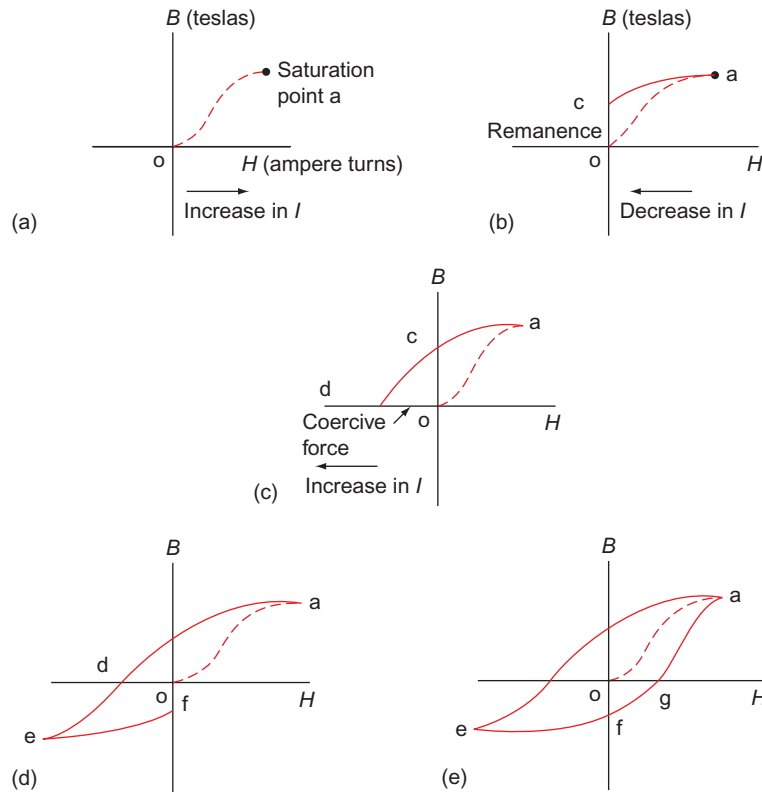 B (teslas)
Saturation
point a
o
H (ampere turns)
Increase in I
(a)
B (teslas)
a
c
Remanence
o
H
Decrease in I
(b)
B
a
c
d
Coercive
force
o
H
Increase in I
(c)
B
a
d
o
H
f
e
(d)
B
a
o
g
H
f
e
(e)